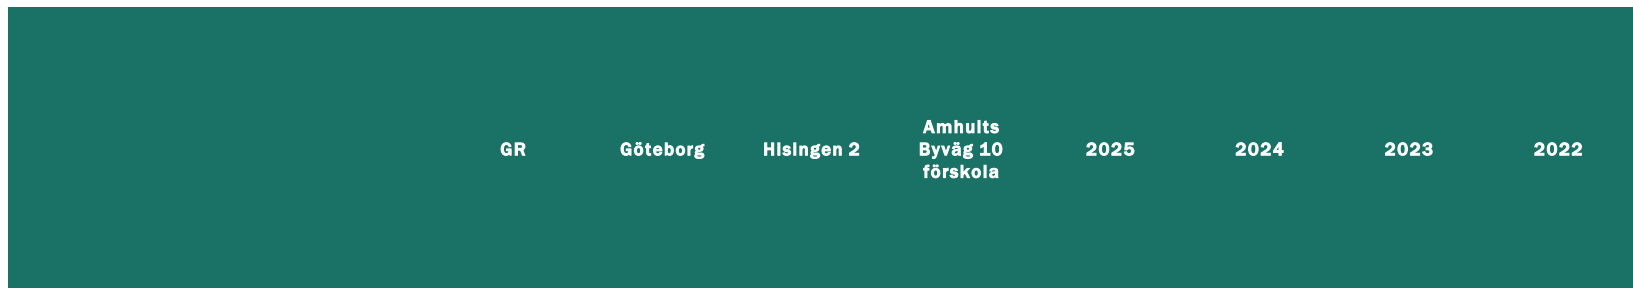 GR
Göteborg
Hisingen 2
Amhults
Byväg 10
förskola
2025
2024
2023
2022